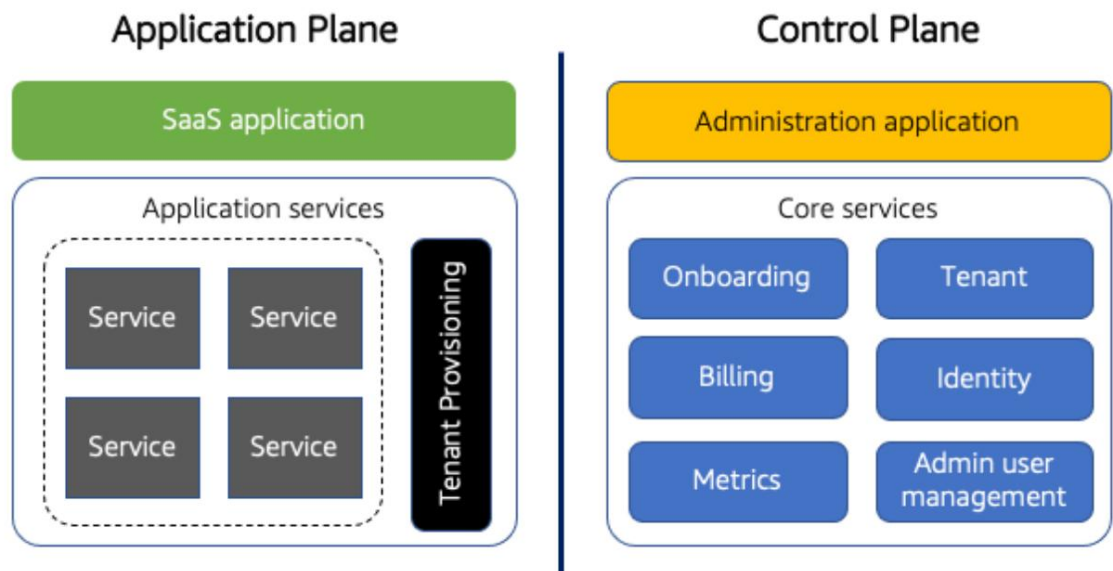 Application Plane
SaaS application
Application services
Service
Service
Service
Service
Tenant Provisioning
Control Plane
Administration application
Core services
Onboarding
Tenant
Billing
Identity
Metrics
Admin user
management